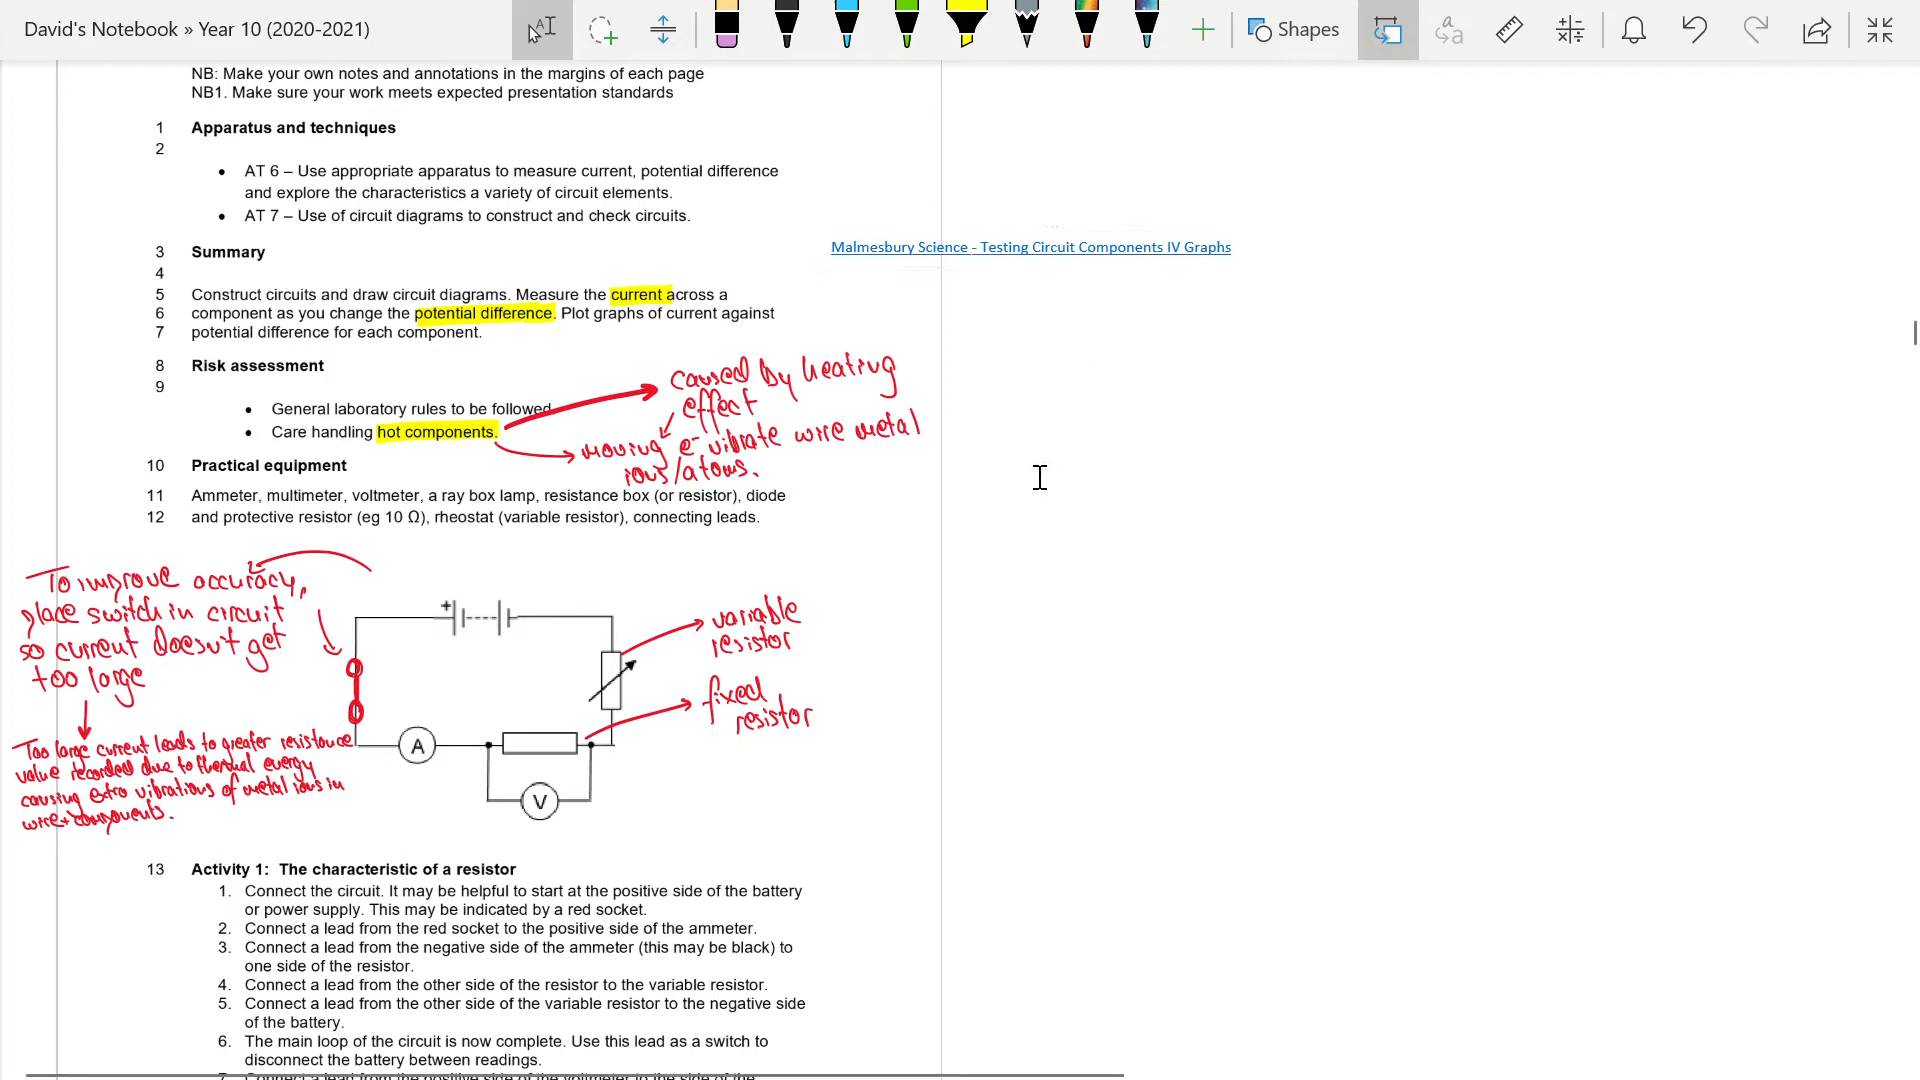 David's Notebook » Year 10 (2020-2021)
Shapes
NB: Make your own notes and annotations in the margins of each page
NB1. Make sure your work meets expected presentation standards
1 Apparatus and techniques
2
• AT 6 – Use appropriate apparatus to measure current, potential difference
and explore the characteristics a variety of circuit elements.
• AT 7 – Use of circuit diagrams to construct and check circuits.
Malmesbury Science - Testing Circuit Components IV Graphs
3 Summary
4
5 Construct circuits and draw circuit diagrams. Measure the current across a
6 component as you change the potential difference. Plot graphs of current against
7 potential difference for each component.
8 Risk assessment
9
• General laboratory rules to be followed
• Care handling hot components.
caused by heating
effect
moving e- vibrate wire metal
ions/atoms.
10 Practical equipment
11 Ammeter, multimeter, voltmeter, a ray box lamp, resistance box (or resistor), diode
12 and protective resistor (eg 10 Ω), rheostat (variable resistor), connecting leads.
To improve accuracy,
place switch in circuit
so current doesn't get
too large
Too large current leads to greater resistance
value recorded due to thermal energy
causing extra vibrations of metal ions in
wire + components.
+
variable
resistor
fixed
resistor
A
V
13 Activity 1: The characteristic of a resistor
1. Connect the circuit. It may be helpful to start at the positive side of the battery
or power supply. This may be indicated by a red socket.
2. Connect a lead from the red socket to the positive side of the ammeter.
3. Connect a lead from the negative side of the ammeter (this may be black) to
one side of the resistor.
4. Connect a lead from the other side of the resistor to the variable resistor.
5. Connect a lead from the other side of the variable resistor to the negative side
of the battery.
6. The main loop of the circuit is now complete. Use this lead as a switch to
disconnect the battery between readings.
7. Connect a lead from the positive side of the voltmeter to the side of the